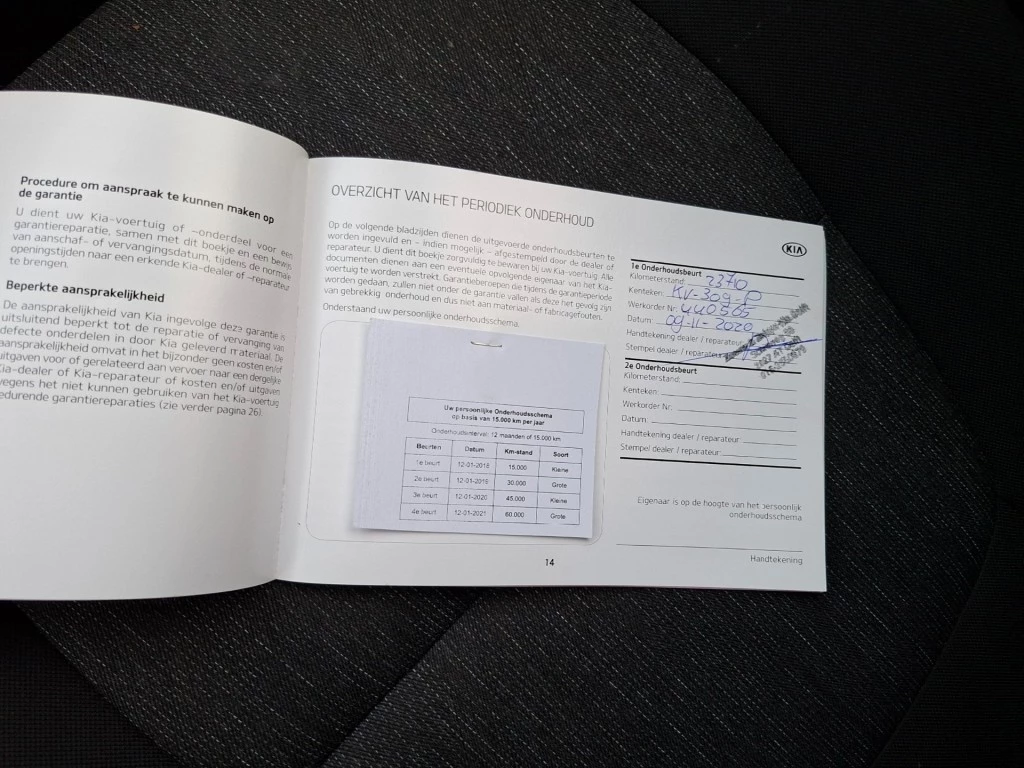 Procedure om aanspraak te kunnen maken op
de garantie
U dient uw Kia-voertuig of -onderdeel voor een
garantiereparatie, samen met dit boekje en een bewijs
van aanschaf- of vervangingsdatum, tijdens de normale
openingstijden naar een erkende Kia-dealer of -reparateur
te brengen.
Beperkte aansprakelijkheid
De aansprakelijkheid van Kia ingevolge deze garantie is
uitsluitend beperkt tot de reparatie of vervanging van
defecte onderdelen in door Kia geleverd materiaal. De
aansprakelijkheid omvat in het bijzonder geen kosten en/of
uitgaven voor of gerelateerd aan vervoer naar een dergelijke
Kia-dealer of Kia-reparateur of kosten en/of uitgaven
wegens het niet kunnen gebruiken van het Kia-voertuig
gedurende garantiereparaties (zie verder pagina 26).
OVERZICHT VAN HET PERIODIEK ONDERHOUD
Op de volgende bladzijden dienen de uitgevoerde onderhoudsbeurten te
worden ingevuld en - indien mogelijk - afgestempeld door de dealer of
reparateur. U dient dit boekje zorgvuldig te bewaren bij uw Kia-voertuig. Alle
documenten dienen aan een eventuele opvolgende eigenaar van het Kia-
voertuig te worden verstrekt. Garantieberoepen die tijdens de garantieperiode
worden gedaan, zullen niet onder de garantie vallen als deze het gevolg zijn
van gebrekkig onderhoud en dus niet aan materiaal- of fabricagefouten.
Onderstaand uw persoonlijke onderhoudsschema.
Uw persoonlijke Onderhoudsschema
op basis van 15.000 km per jaar
Onderhoudsinterval: 12 maanden of 15.000 km
Beurten Datum Km-stand Soort
1e beurt 12-01-2018 15.000 Kleine
2e beurt 12-01-2019 30.000 Grote
3e beurt 12-01-2020 45.000 Kleine
4e beurt 12-01-2021 60.000 Grote
14
KIA
1e Onderhoudsbeurt
Kilometerstand: 2370
Kenteken: KV-309-P
Werkorder Nr.: 440505
Datum: 09-11-2020
Handtekening dealer / reparateur:
Stempel dealer / reparateur:
2e Onderhoudsbeurt
Kilometerstand:
Kenteken:
Werkorder Nr.:
Datum:
Handtekening dealer / reparateur:
Stempel dealer / reparateur:
Eigenaar is op de hoogte van het persoonlijk
onderhoudsschema
Handtekening